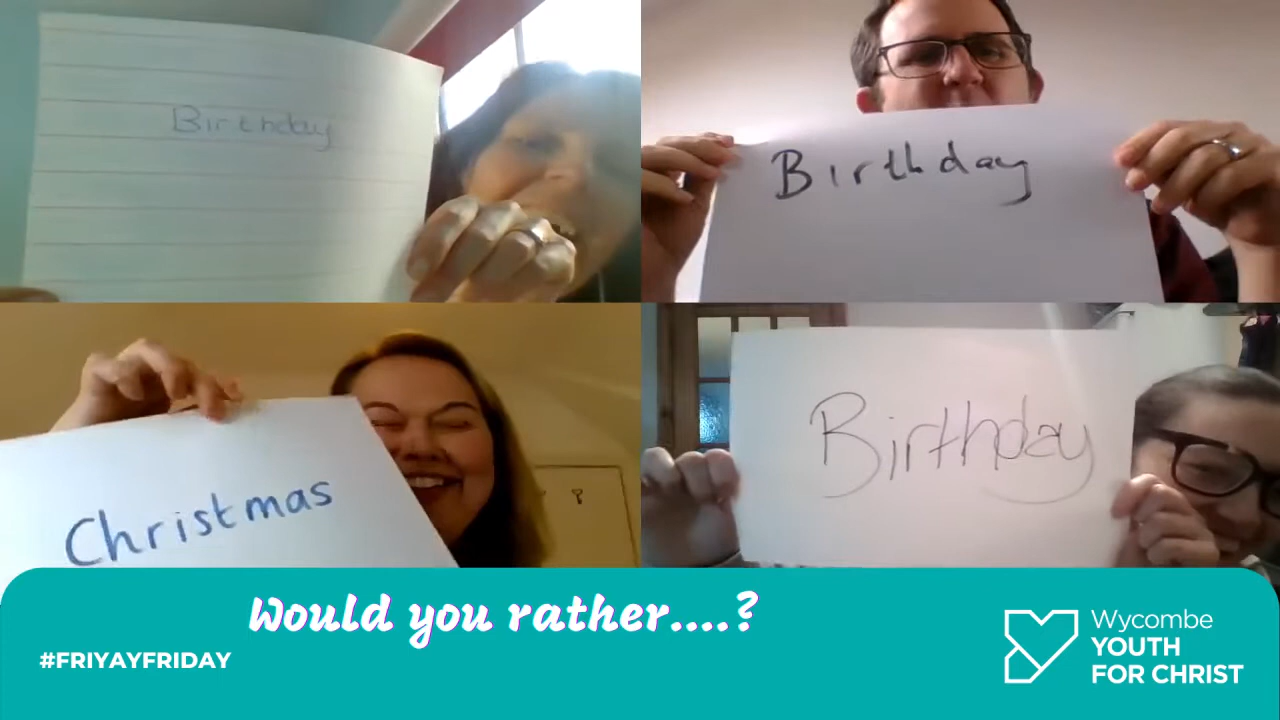 Birthday
Birthday
Christmas
Birthday
Would you rather....?
#FRIYAYFRIDAY
Wycombe
YOUTH
FOR CHRIST